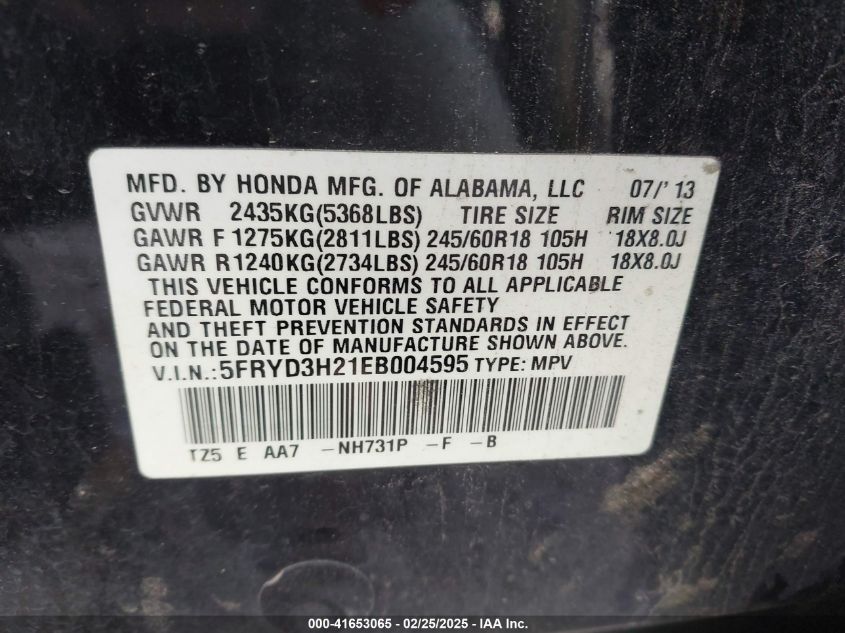 MFD. BY HONDA MFG. OF ALABAMA, LLC 07/'13
GVWR 2435KG(5368LBS) TIRE SIZE RIM SIZE
GAWR F 1275KG(2811LBS) 245/60R18 105H 18X8.0J
GAWR R 1240KG(2734LBS) 245/60R18 105H 18X8.0J
THIS VEHICLE CONFORMS TO ALL APPLICABLE
FEDERAL MOTOR VEHICLE SAFETY
AND THEFT PREVENTION STANDARDS IN EFFECT
ON THE DATE OF MANUFACTURE SHOWN ABOVE.
V.I.N.:5FRYD3H21EB004595 TYPE: MPV
TZ5 E AA7 -NH731P -F -B
000-41653065 - 02/25/2025 - IAA Inc.